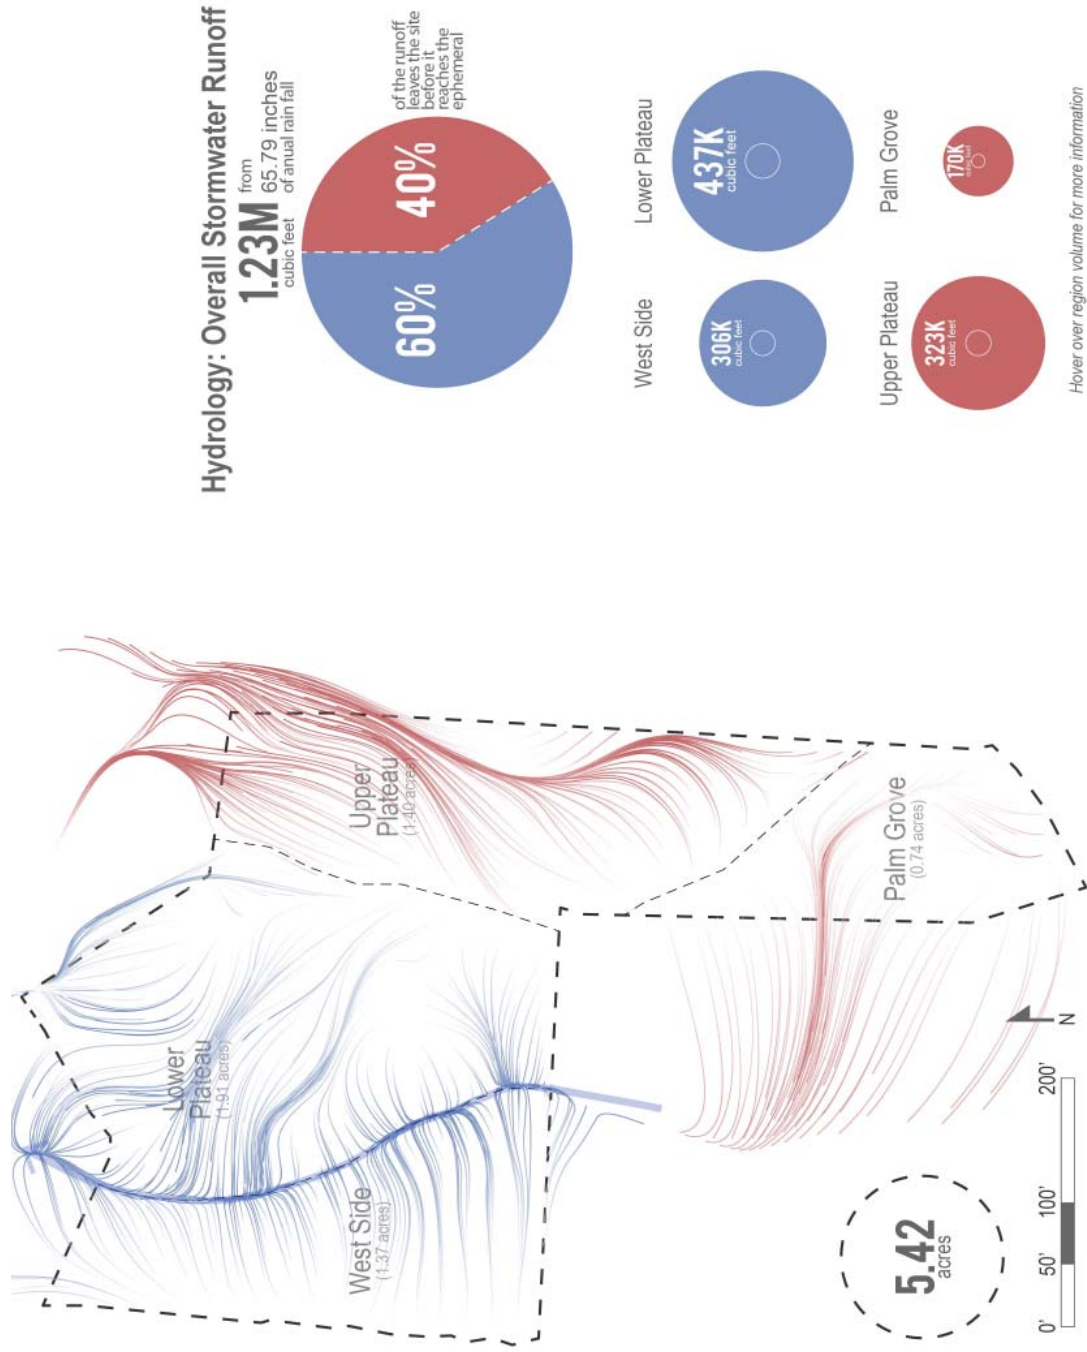 Hydrology: Overall Stormwater Runoff
1.23M
cubic feet
from
65.79 inches
of anual rain fall
60%
40%
of the runoff
leaves the site
before it
reaches the
ephemeral
West Side
306K
cubic feet
Lower Plateau
437K
cubic feet
Upper Plateau
323K
cubic feet
Palm Grove
170K
cubic feet
Hover over region volume for more information
Lower
Plateau
(1.91 acres)
West Side
(1.37 acres)
Upper
Plateau
(1.40 acres)
Palm Grove
(0.74 acres)
5.42
acres
0' 50' 100' 200'
N